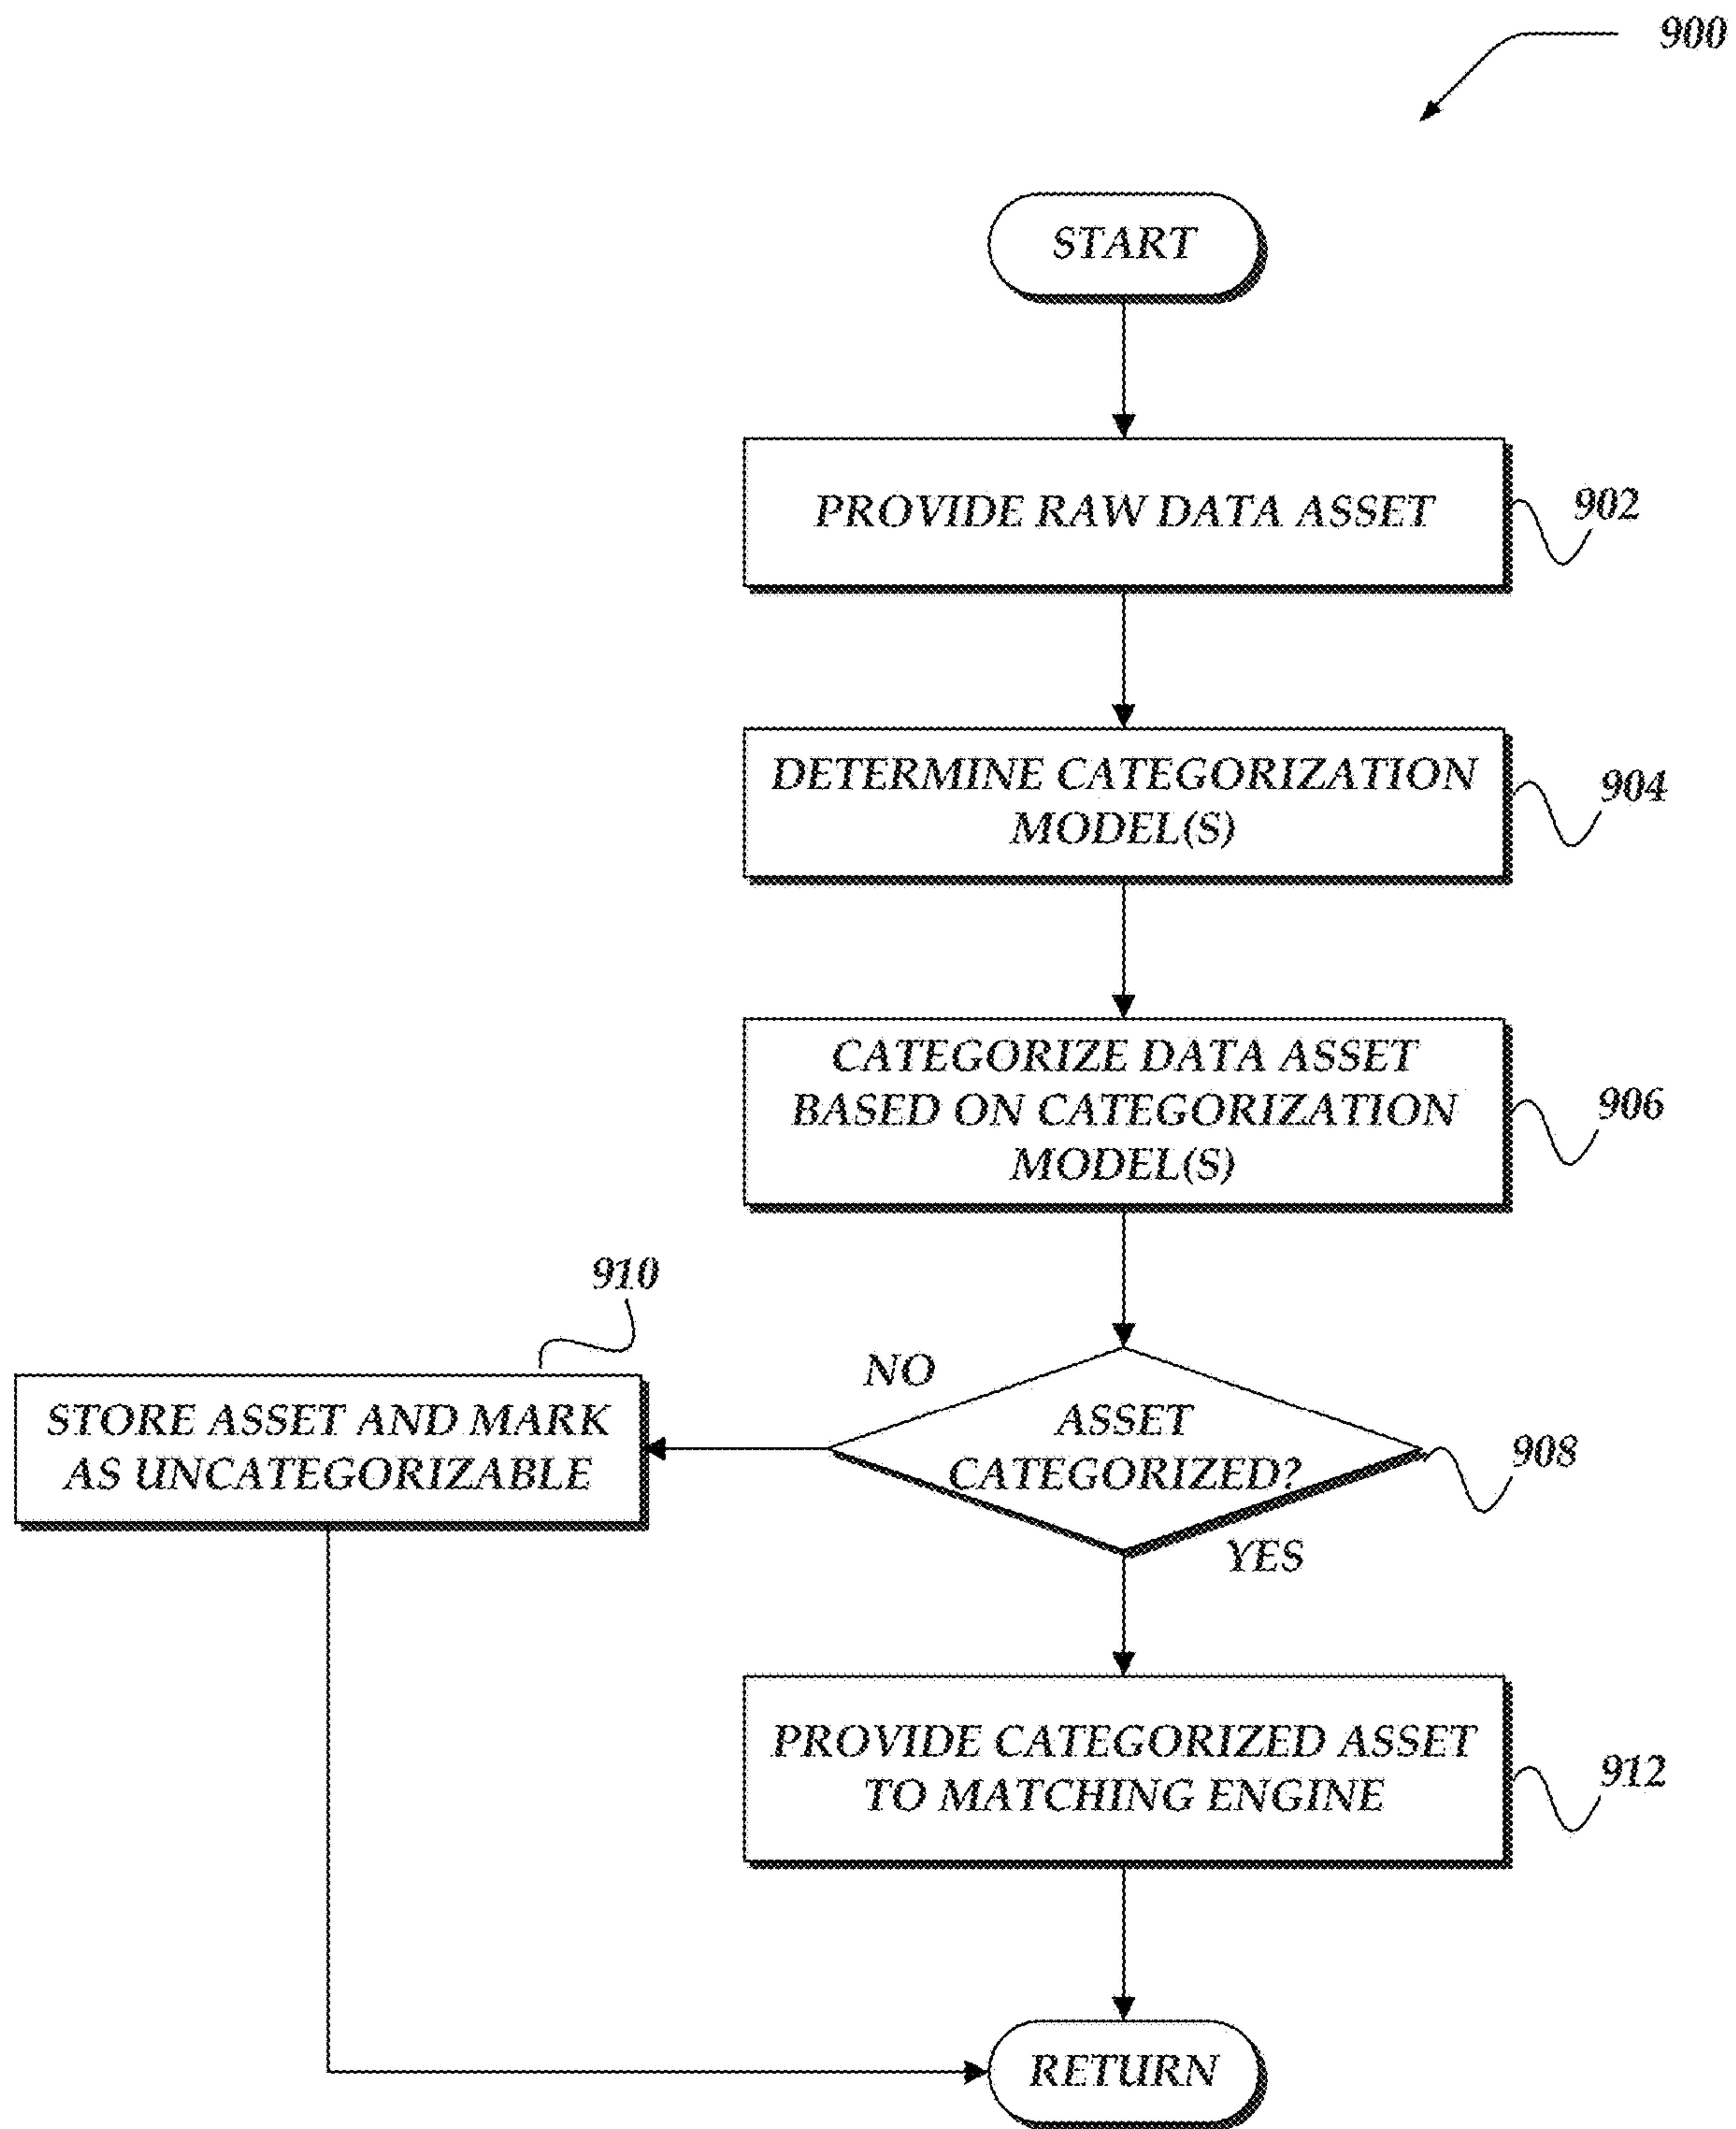 900
START
PROVIDE RAW DATA ASSET
902
DETERMINE CATEGORIZATION
MODEL(S)
904
CATEGORIZE DATA ASSET
BASED ON CATEGORIZATION
MODEL(S)
906
910
NO
STORE ASSET AND MARK
AS UNCATEGORIZABLE
ASSET
CATEGORIZED?
908
YES
PROVIDE CATEGORIZED ASSET
TO MATCHING ENGINE
912
RETURN